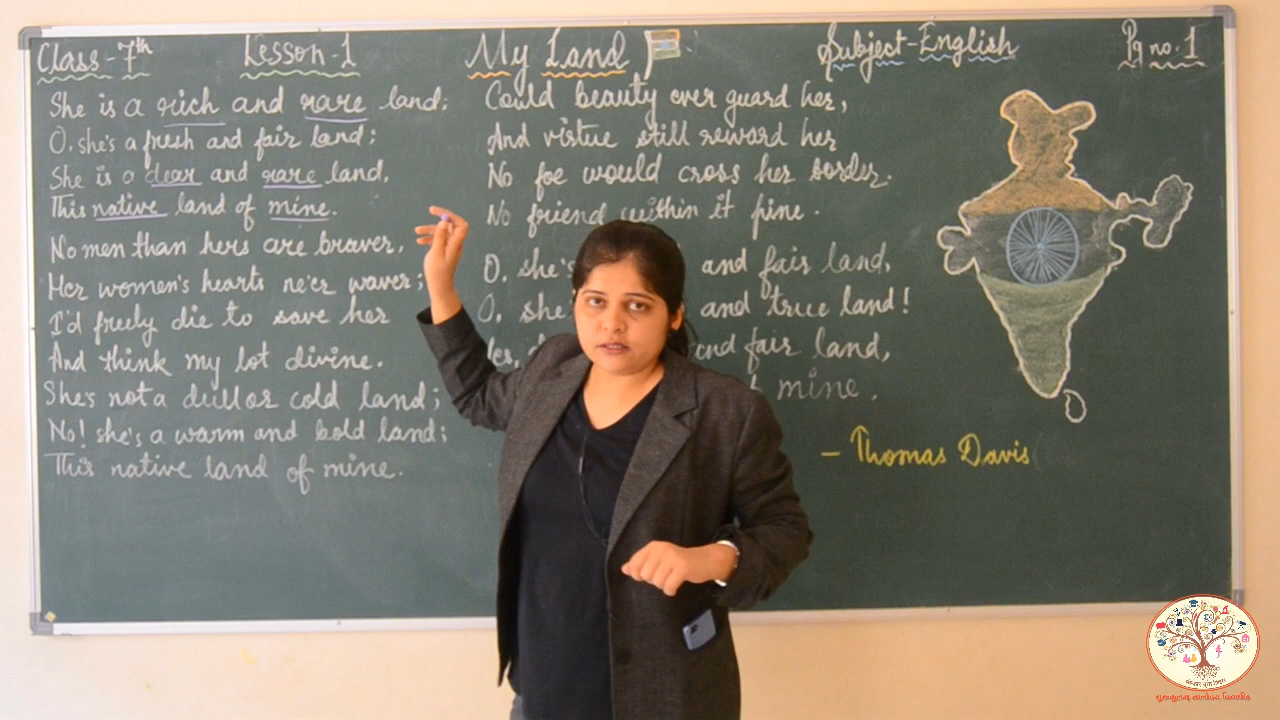 Class-7th Lesson-1 My Land Subject-English Pg no. 1
She is a rich and rare land;
O, she's a fresh and fair land;
She is a dear and rare land,
This native land of mine.
No men than hers are braver,
Her women's hearts ne'er waver;
I'd freely die to save her
And think my lot divine.
She's not a dull or cold land;
No! she's a warm and bold land;
This native land of mine.
Could beauty ever guard her,
And virtue still reward her
No foe would cross her border.
No friend within it pine.
O, she's and fair land,
O, she and true land!
and fair land,
mine.
– Thomas Davis